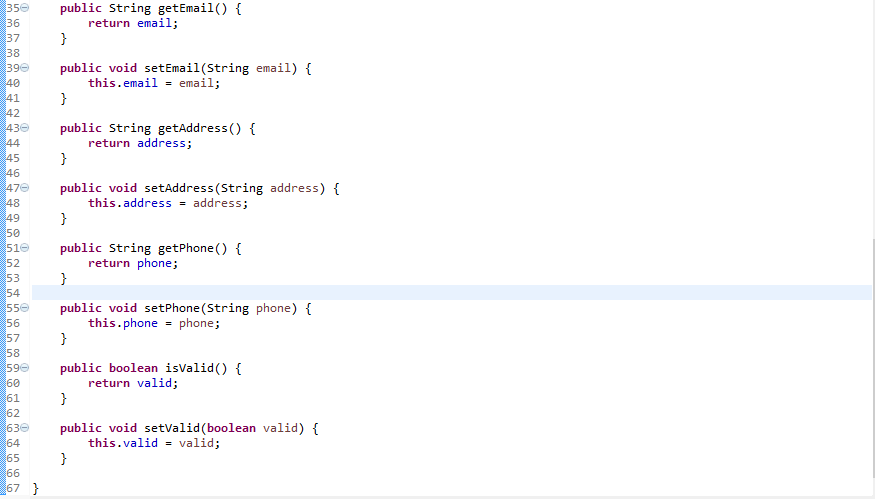 35 public String getEmail() {
36 return email;
37 }
38
39 public void setEmail(String email) {
40 this.email = email;
41 }
42
43 public String getAddress() {
44 return address;
45 }
46
47 public void setAddress(String address) {
48 this.address = address;
49 }
50
51 public String getPhone() {
52 return phone;
53 }
54
55 public void setPhone(String phone) {
56 this.phone = phone;
57 }
58
59 public boolean isValid() {
60 return valid;
61 }
62
63 public void setValid(boolean valid) {
64 this.valid = valid;
65 }
66
67 }